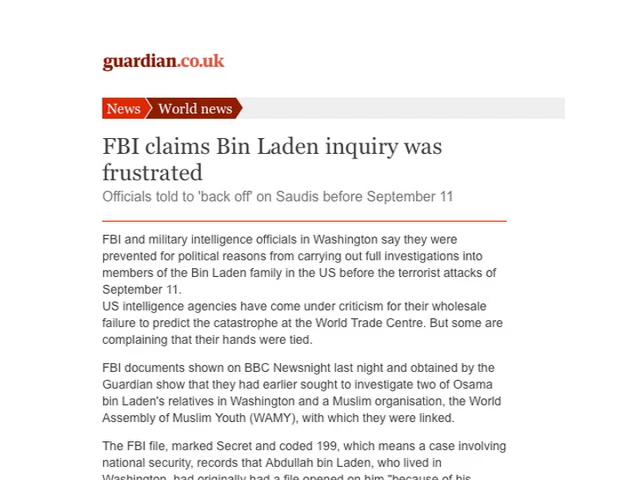 guardian.co.uk
News World news
FBI claims Bin Laden inquiry was
frustrated
Officials told to 'back off' on Saudis before September 11
FBI and military intelligence officials in Washington say they were
prevented for political reasons from carrying out full investigations into
members of the Bin Laden family in the US before the terrorist attacks of
September 11.
US intelligence agencies have come under criticism for their wholesale
failure to predict the catastrophe at the World Trade Centre. But some are
complaining that their hands were tied.
FBI documents shown on BBC Newsnight last night and obtained by the
Guardian show that they had earlier sought to investigate two of Osama
bin Laden's relatives in Washington and a Muslim organisation, the World
Assembly of Muslim Youth (WAMY), with which they were linked.
The FBI file, marked Secret and coded 199, which means a case involving
national security, records that Abdullah bin Laden, who lived in
Washington, had originally had a file opened on him "because of his